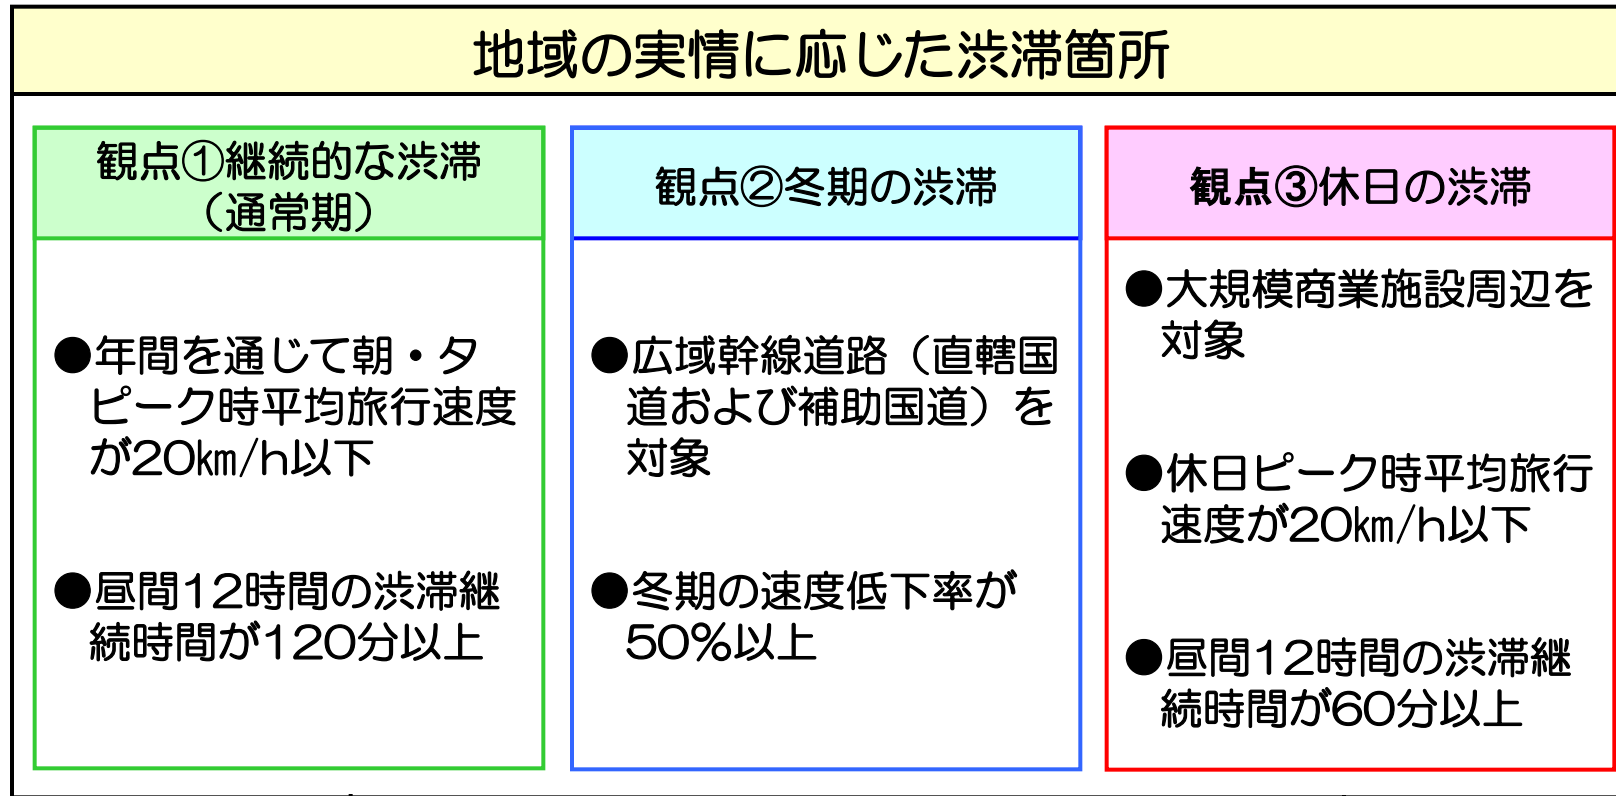 地域の実情に応じた渋滞箇所
観点①継続的な渋滞
（通常期）
●年間を通じて朝・夕
ピーク時平均旅行速度
が20㎞/h以下
●昼間12時間の渋滞継
続時間が120分以上
観点②冬期の渋滞
●広域幹線道路（直轄国
道および補助国道）を
対象
●冬期の速度低下率が
50%以上
観点③休日の渋滞
●大規模商業施設周辺を
対象
●休日ピーク時平均旅行
速度が20㎞/h以下
●昼間12時間の渋滞継
続時間が60分以上